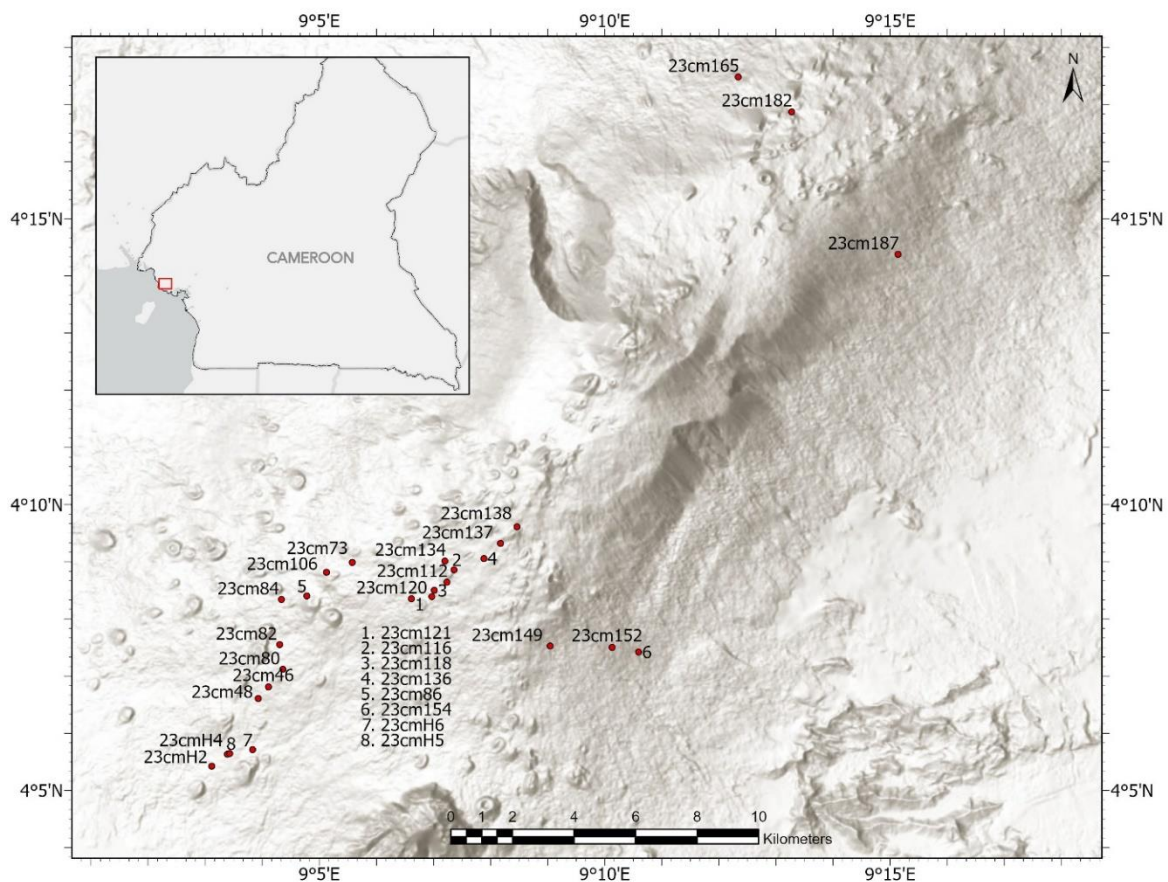 9°5'E
9°10'E
9°15'E
N
23cm165
23cm182
4°15'N
4°15'N
23cm187
CAMEROON
4°10'N
4°10'N
23cm138
23cm137
23cm73
23cm134
2
4
23cm106
23cm112
23cm84
5
23cm120
3
1
23cm82
1. 23cm121
2. 23cm116
3. 23cm118
4. 23cm136
5. 23cm86
6. 23cm154
7. 23cmH6
8. 23cmH5
23cm149
23cm152
6
23cm80
23cm46
23cm48
23cmH4
8
7
23cmH2
4°5'N
4°5'N
0 1 2 4 6 8 10
Kilometers
9°5'E
9°10'E
9°15'E